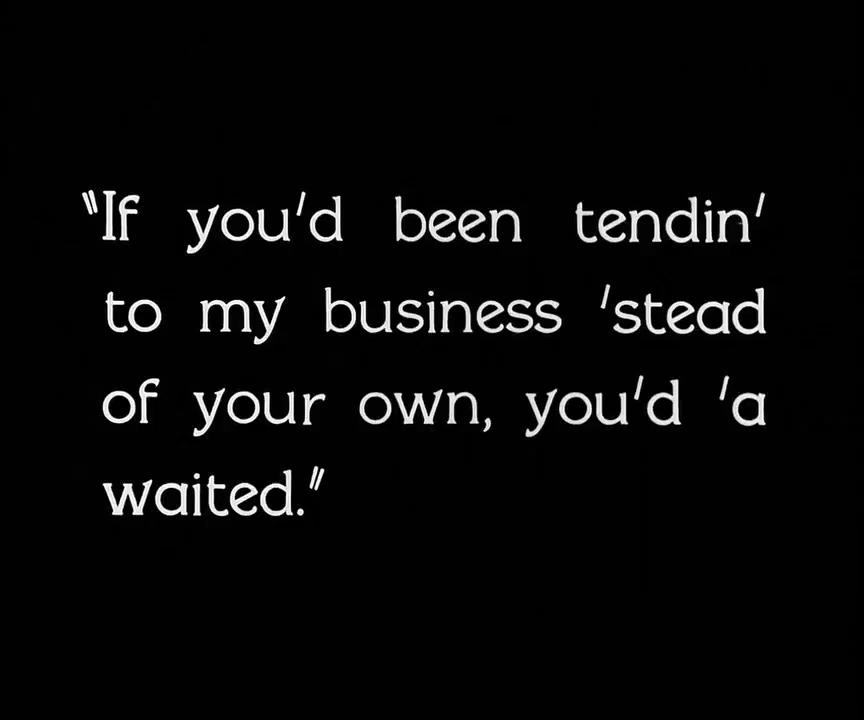 "If you'd been tendin'
to my business 'stead
of your own, you'd 'a
waited."